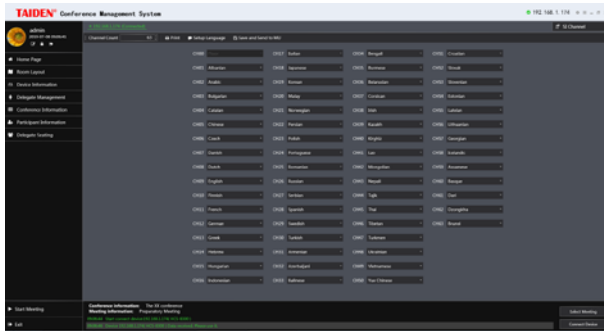 TAIDEN Conference Management System
192.168.1.174
admin
SI Channel
Channel Count
Print
Setup Language
Save and Send to MU
Home Page
Room Layout
Device Information
Delegate Management
Conference Information
Participant Information
Delegate Seating
CH00
CH17 Italian
CH34 Bengali
CH51 Croatian
CH01 Albanian
CH18 Japanese
CH35 Burmese
CH52 Slovak
CH02 Arabic
CH19 Korean
CH36 Belarusian
CH53 Slovenian
CH03 Bulgarian
CH20 Malay
CH37 Corsican
CH54 Estonian
CH04 Catalan
CH21 Norwegian
CH38
CH55 Latvian
CH05 Chinese
CH22 Persian
CH39 Kazakh
CH56 Lithuanian
CH06 Czech
CH23 Polish
CH40 Kirghiz
CH57 Georgian
CH07 Danish
CH24 Portuguese
CH41 Lao
CH58 Icelandic
CH08 Dutch
CH25 Romanian
CH42 Mongolian
CH59 Assamese
CH09 English
CH26 Russian
CH43 Nepali
CH60 Basque
CH10 Finnish
CH27 Serbian
CH44 Tajik
CH61 Dari
CH11 French
CH28 Spanish
CH45 Thai
CH62 Dzongkha
CH12 German
CH29 Swedish
CH46 Tibetan
CH63
CH13 Greek
CH30 Turkish
CH47 Turkmen
CH14 Hebrew
CH31 Armenian
CH48 Ukrainian
CH15 Hungarian
CH32 Azerbaijani
CH49 Vietnamese
CH16 Indonesian
CH33 Balinese
CH50 Yue Chinese
Start Meeting
Exit
Conference information: The SI conference
Meeting information: Preparatory Meeting
Select Meeting
Connect Device